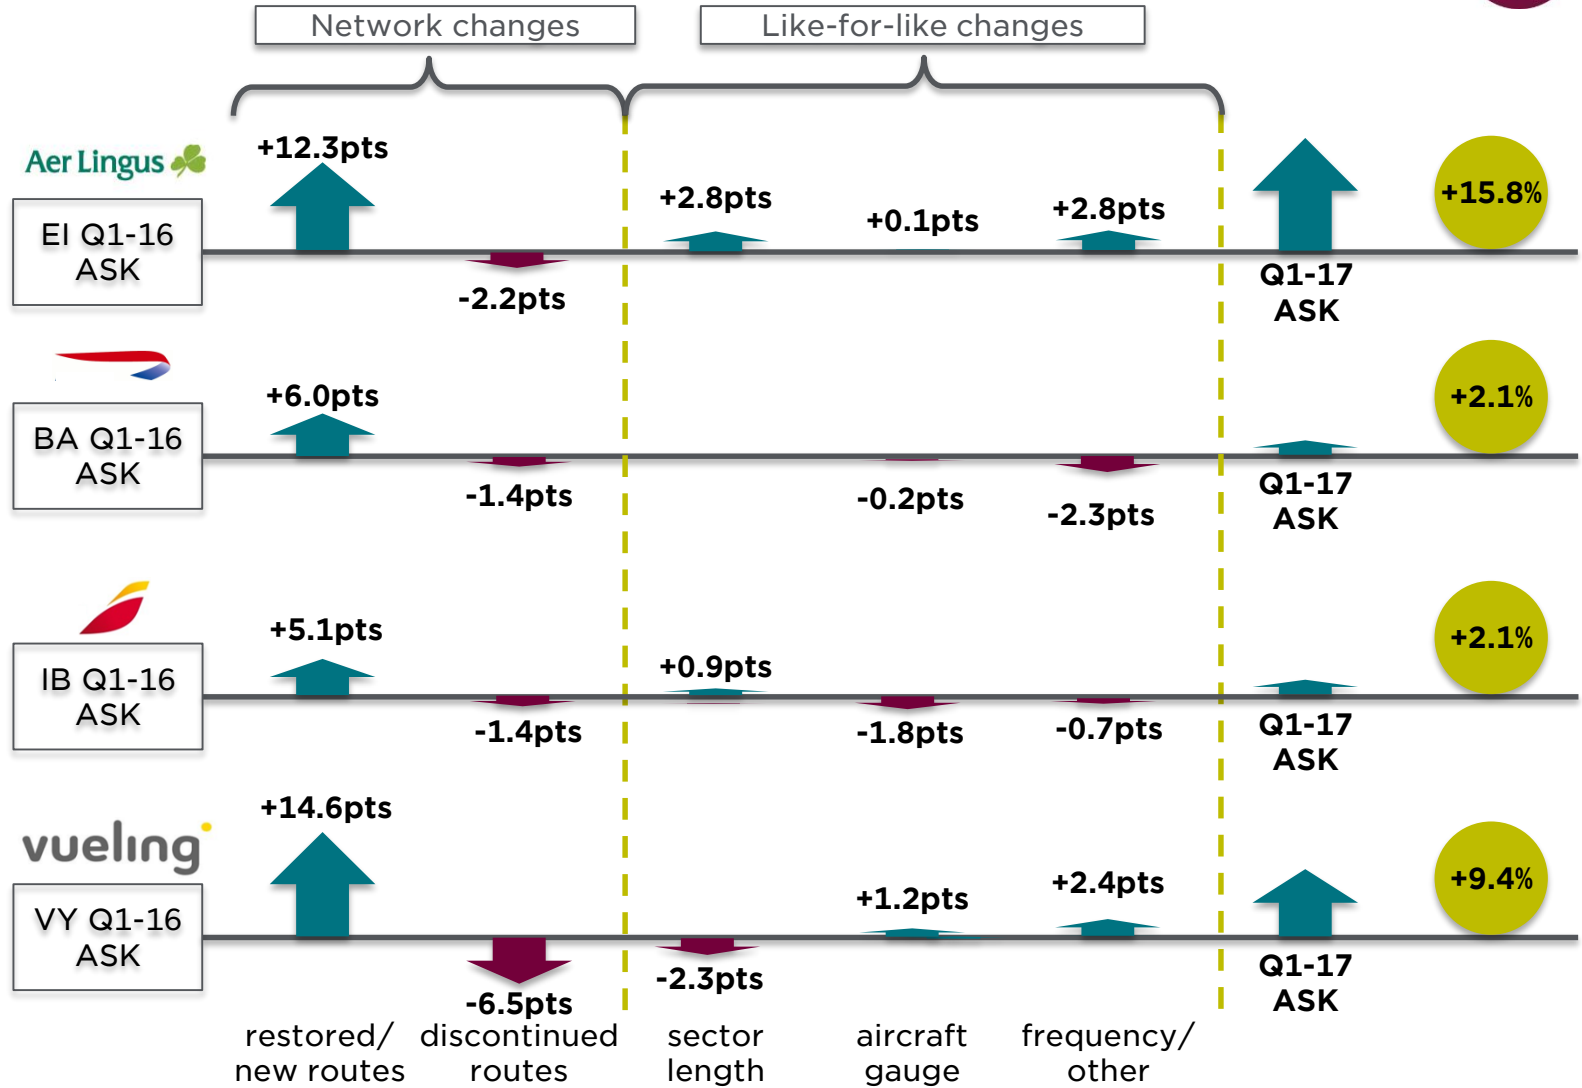 Network changes
Like-for-like changes
Aer Lingus
+12.3pts
+2.8pts
+0.1pts
+2.8pts
+15.8%
EI Q1-16
ASK
-2.2pts
Q1-17
ASK
+6.0pts
+2.1%
BA Q1-16
ASK
-1.4pts
-0.2pts
-2.3pts
Q1-17
ASK
+5.1pts
+0.9pts
+2.1%
IB Q1-16
ASK
-1.4pts
-1.8pts
-0.7pts
Q1-17
ASK
+14.6pts
vueling
+1.2pts
+2.4pts
+9.4%
VY Q1-16
ASK
-6.5pts
-2.3pts
Q1-17
ASK
restored/
new routes
discontinued
routes
sector
length
aircraft
gauge
frequency/
other